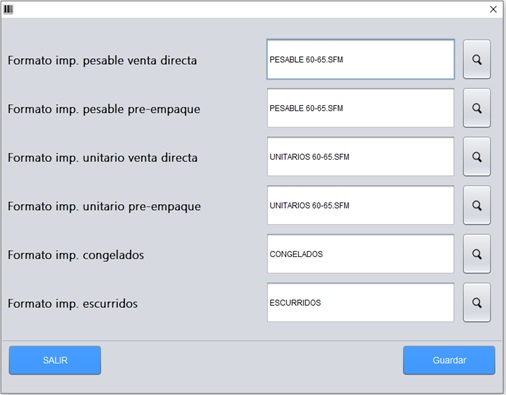 Formato imp. pesable venta directa PESABLE 60-65.SFM
Formato imp. pesable pre-empaque PESABLE 60-65.SFM
Formato imp. unitario venta directa UNITARIOS 60-65.SFM
Formato imp. unitario pre-empaque UNITARIOS 60-65.SFM
Formato imp. congelados CONGELADOS
Formato imp. escurridos ESCURRIDOS
SALIR Guardar